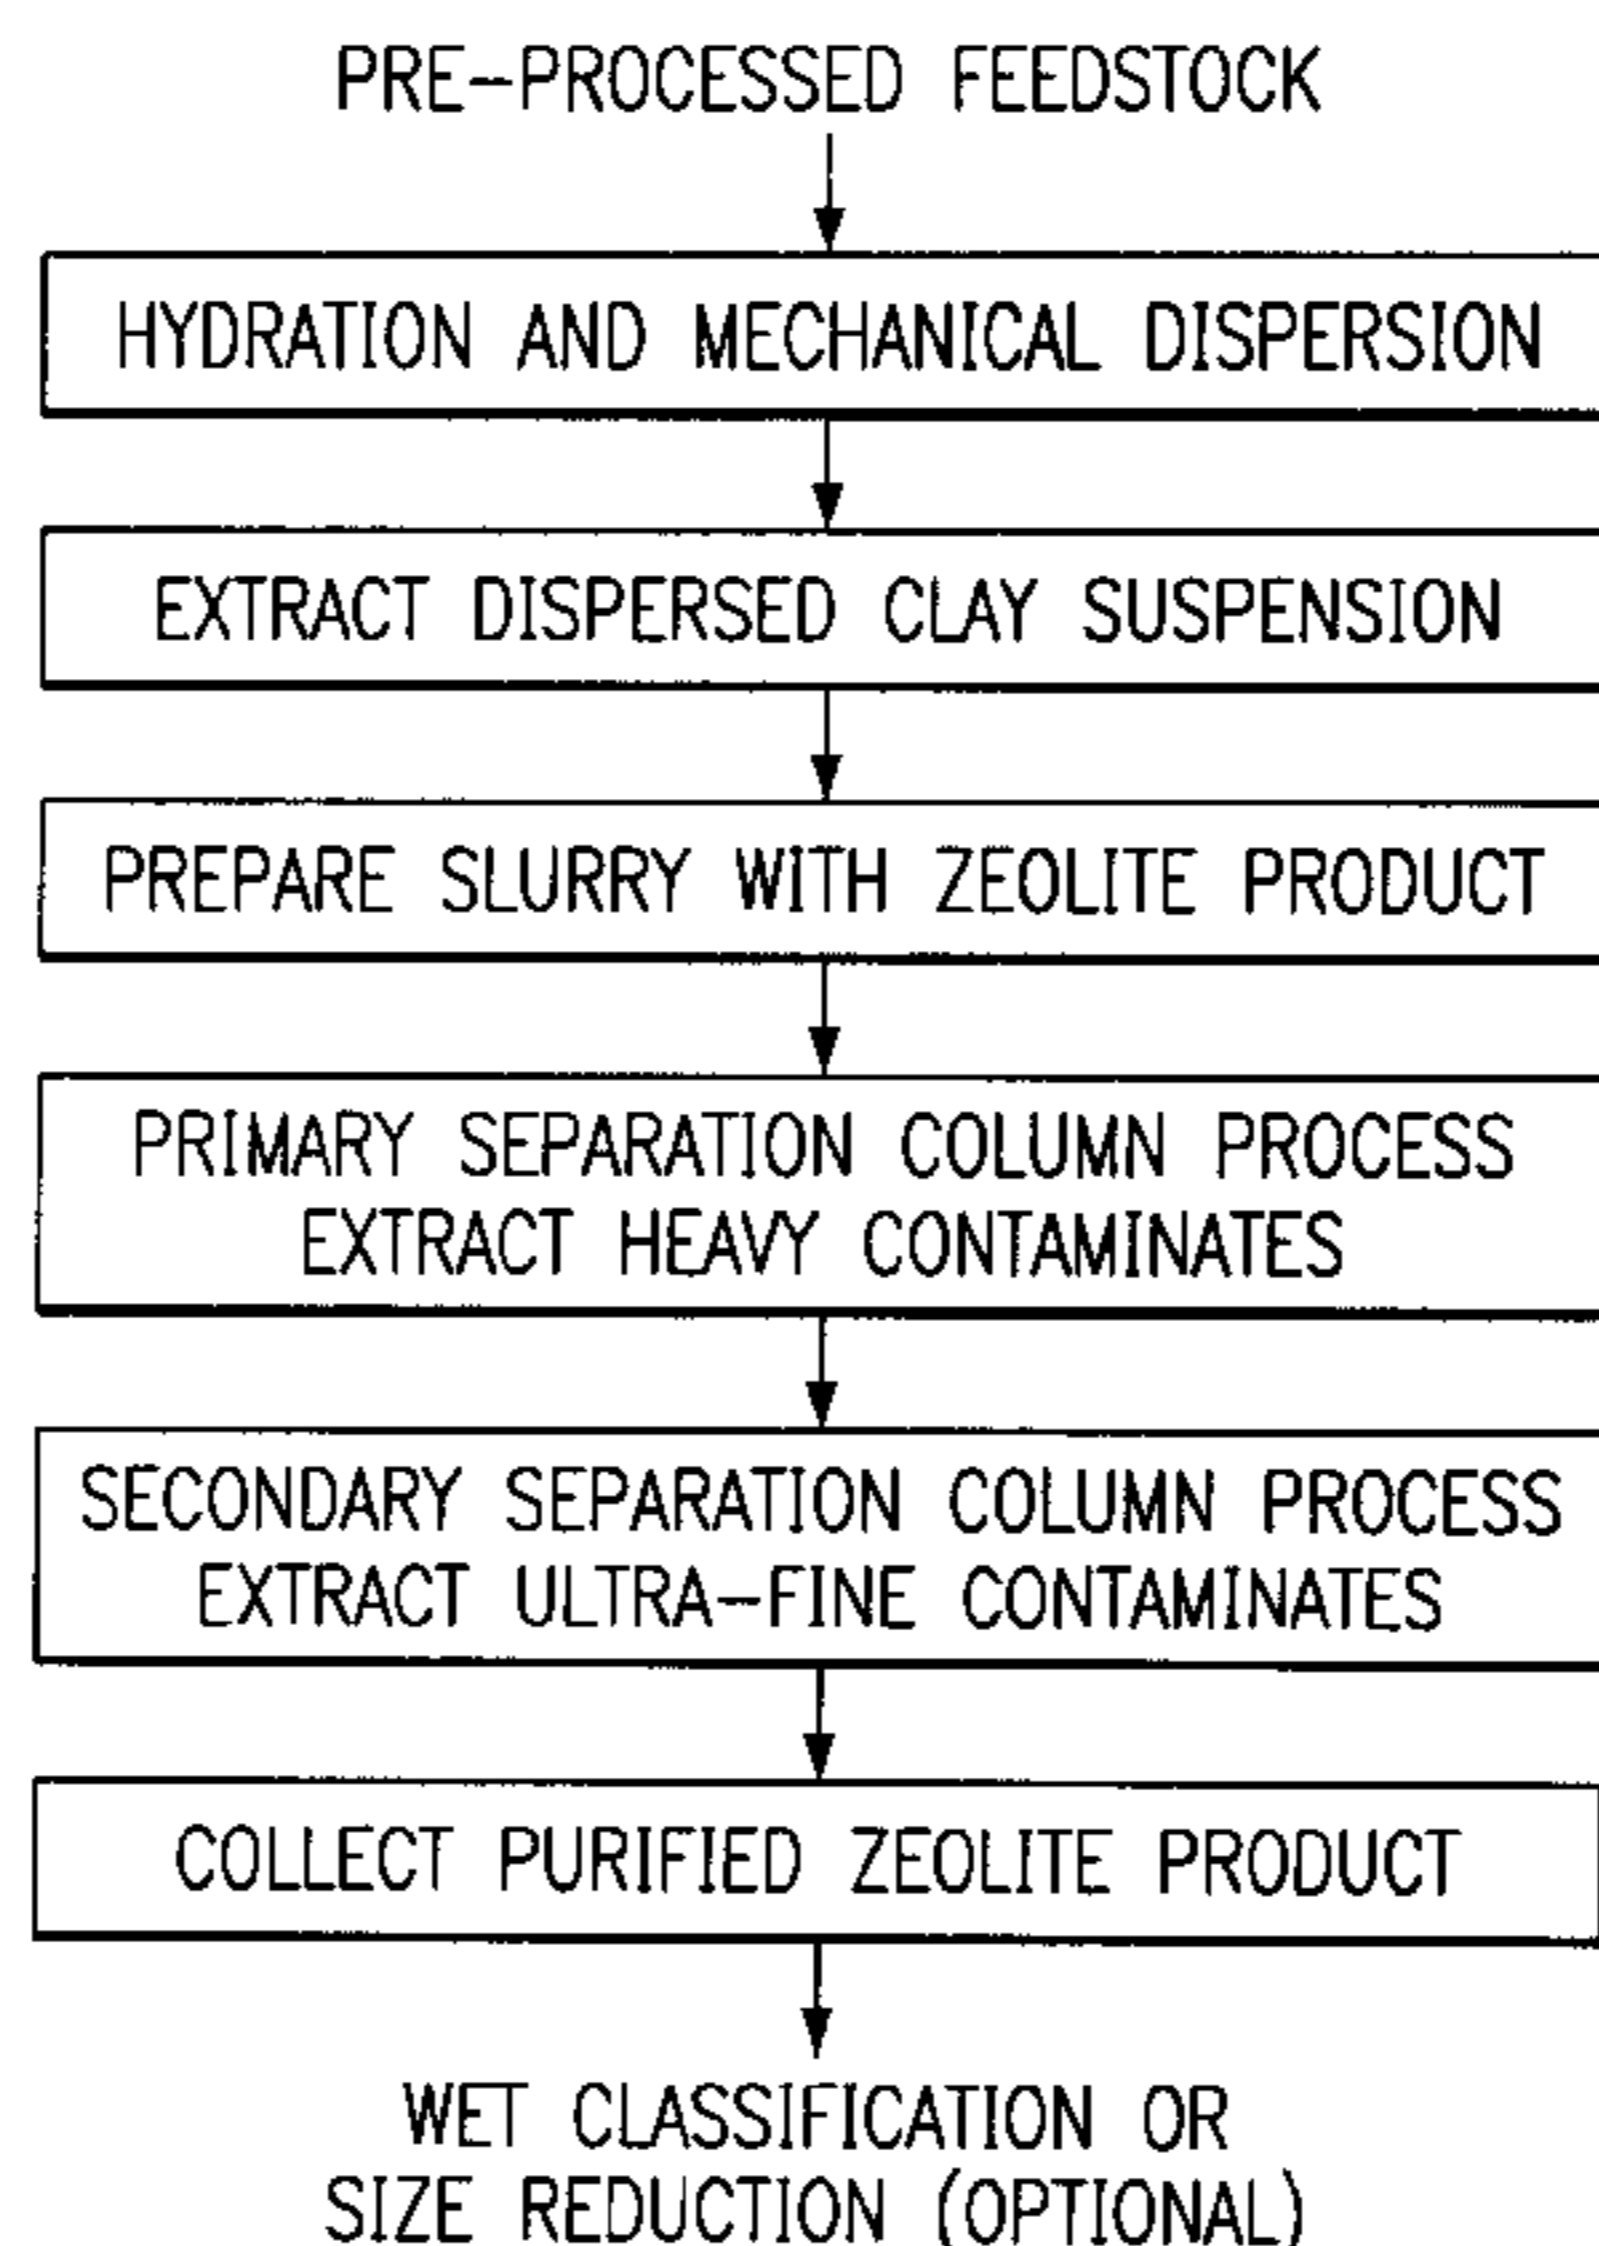 PRE-PROCESSED FEEDSTOCK
HYDRATION AND MECHANICAL DISPERSION
EXTRACT DISPERSED CLAY SUSPENSION
PREPARE SLURRY WITH ZEOLITE PRODUCT
PRIMARY SEPARATION COLUMN PROCESS
EXTRACT HEAVY CONTAMINATES
SECONDARY SEPARATION COLUMN PROCESS
EXTRACT ULTRA-FINE CONTAMINATES
COLLECT PURIFIED ZEOLITE PRODUCT
WET CLASSIFICATION OR
SIZE REDUCTION (OPTIONAL)